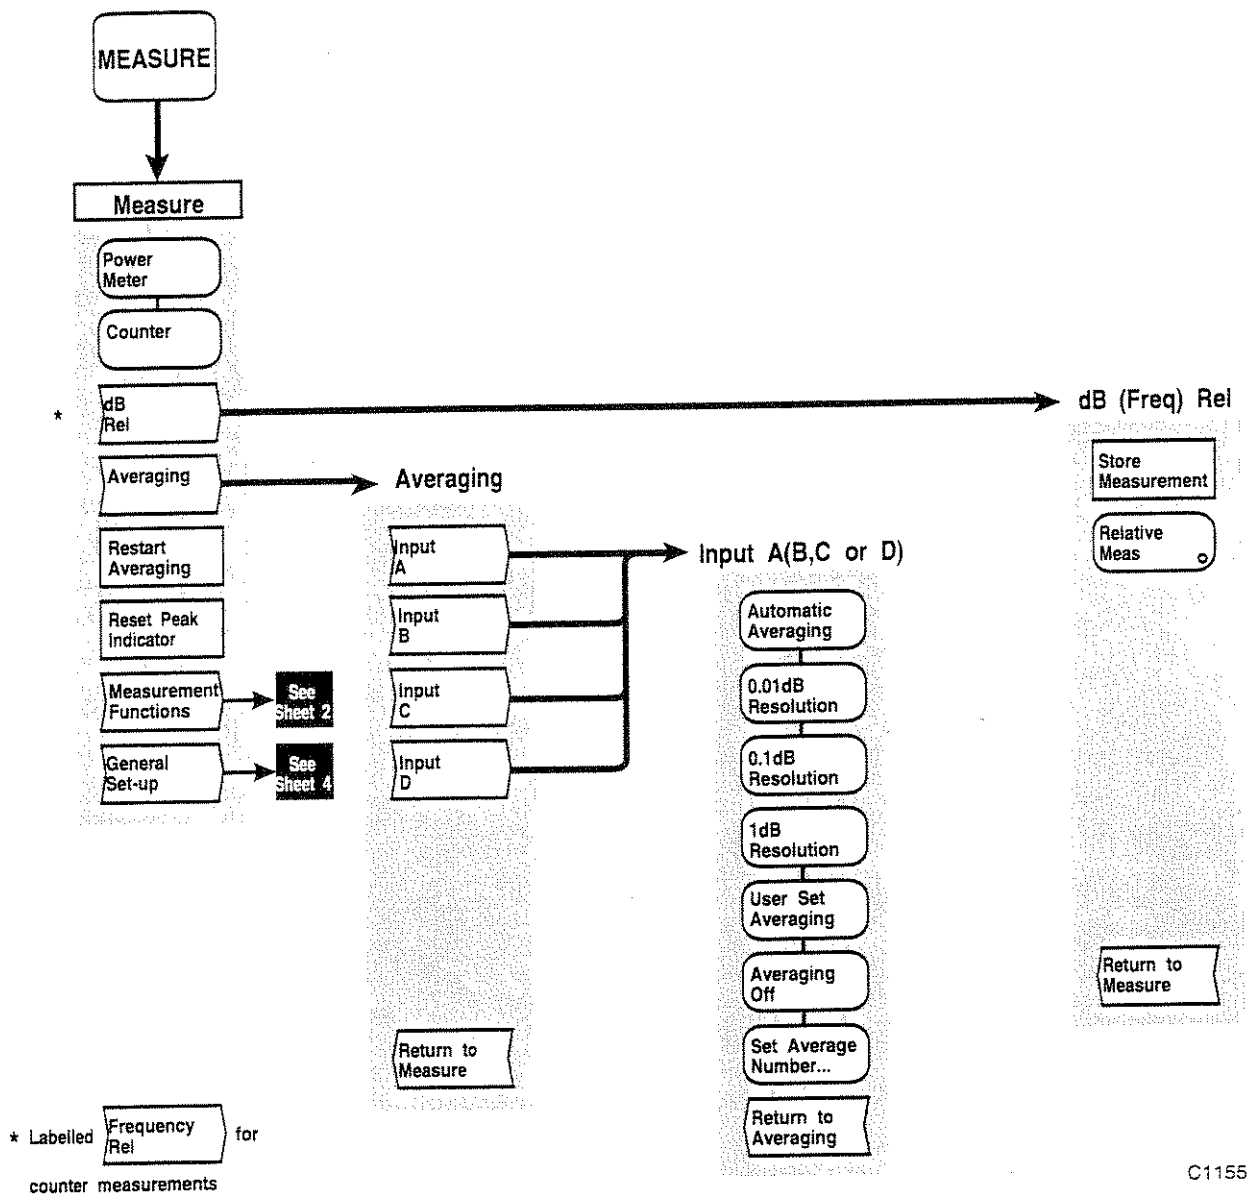 MEASURE
Measure
Power
Meter
Counter
*
dB
Rel
Averaging
Restart
Averaging
Reset Peak
Indicator
Measurement
Functions
See
Sheet 2
General
Set-up
See
Sheet 4
Averaging
Input
A
Input
B
Input
C
Input
D
Return to
Measure
Input A(B,C or D)
Automatic
Averaging
0.01dB
Resolution
0.1dB
Resolution
1dB
Resolution
User Set
Averaging
Averaging
Off
Set Average
Number...
Return to
Averaging
dB (Freq) Rel
Store
Measurement
Relative
Meas
Return to
Measure
* Labelled Frequency Rel for
counter measurements
C1155